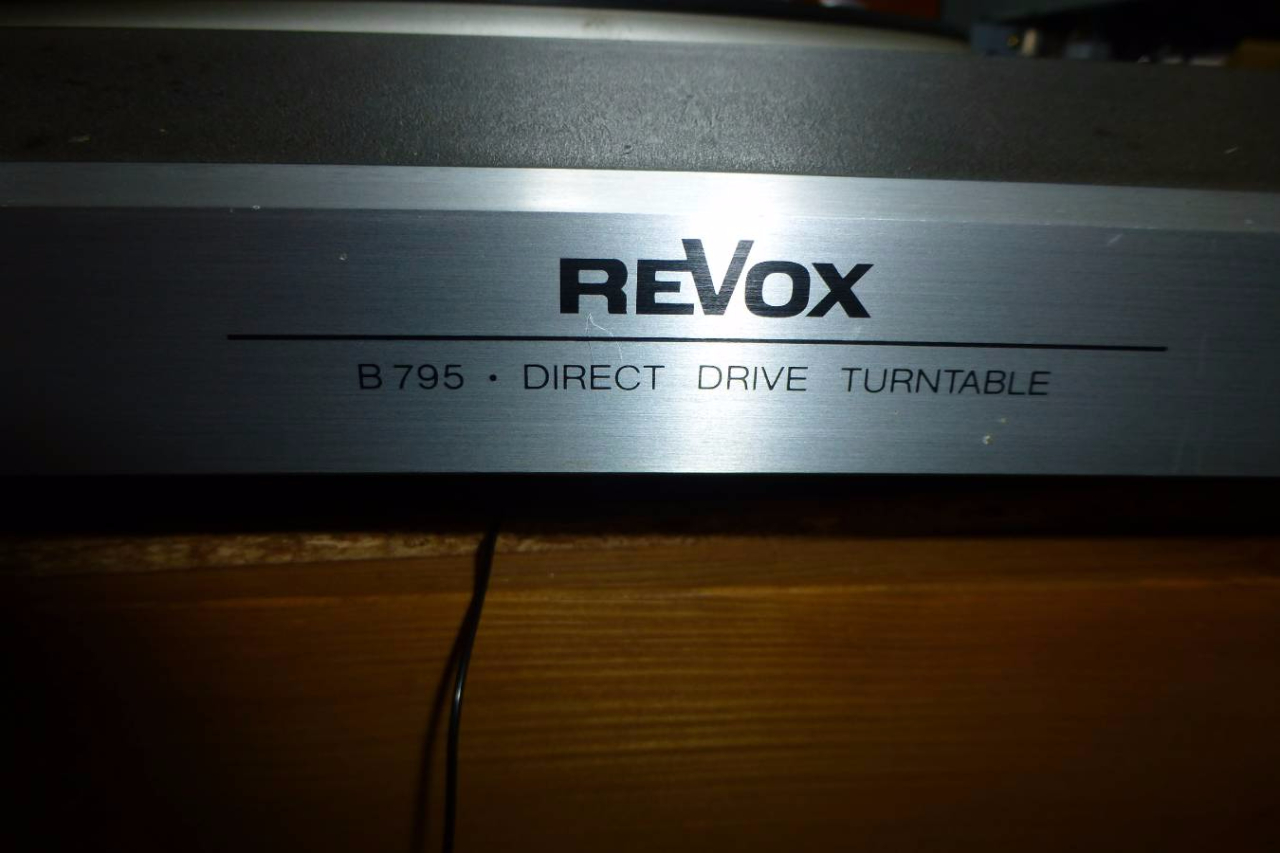 REVOX
B 795 · DIRECT DRIVE TURNTABLE